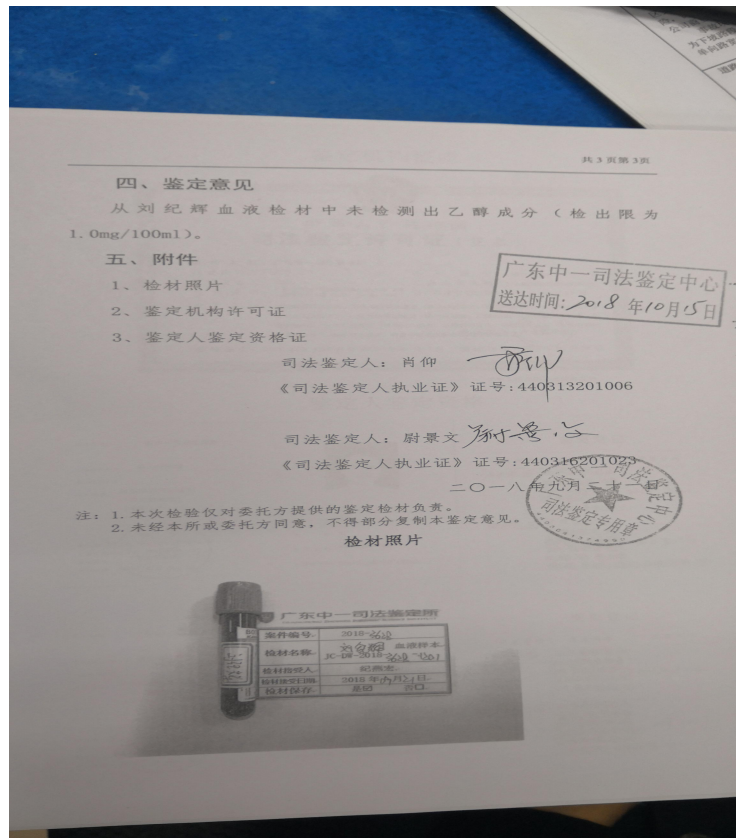 共 3 页第 3页
四、鉴定意见
从刘纪辉血液检材中未检测出乙醇成分（检出限为
1.0mg/100ml）。
五、附件
1、检材照片
2、鉴定机构许可证
3、鉴定人鉴定资格证
广东中一司法鉴定中心
送达时间: 2018 年10月15日
司法鉴定人：肖仰
《司法鉴定人执业证》证号:440313201006
司法鉴定人：尉景文
《司法鉴定人执业证》证号:440316201023
二〇一八年九月二十一日
司法鉴定专用章
注：1.本次检验仅对委托方提供的鉴定检材负责。
2.未经本所或委托方同意，不得部分复制本鉴定意见。
检材照片
广东中一司法鉴定所
案件编号
检材名称 血液样本
检材接受人
检材接受日期
检材保存 是 否